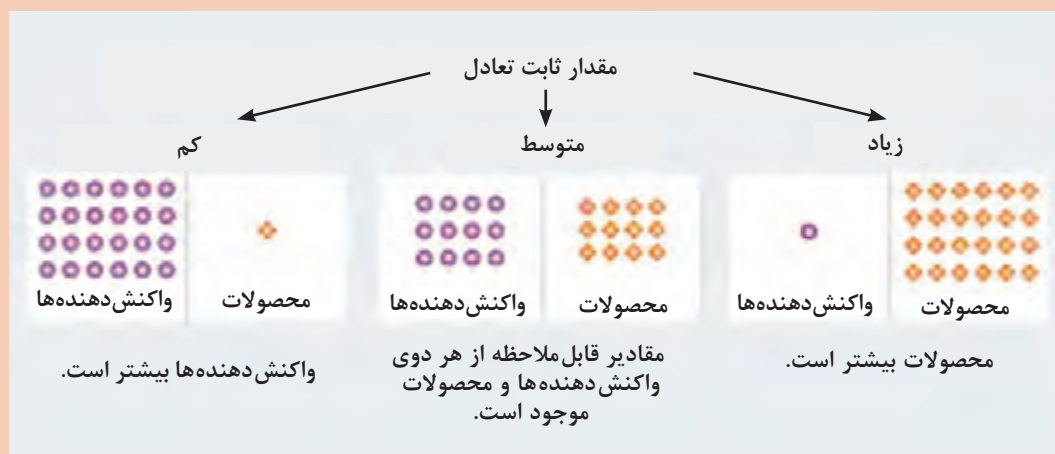 مقدار ثابت تعادل
زیاد
متوسط
کم
واکنش‌دهنده‌ها
محصولات
محصولات بیشتر است.
واکنش‌دهنده‌ها
محصولات
مقادیر قابل‌ملاحظه از هر دوی
واکنش‌دهنده‌ها و محصولات
موجود است.
واکنش‌دهنده‌ها
محصولات
واکنش‌دهنده‌ها بیشتر است.